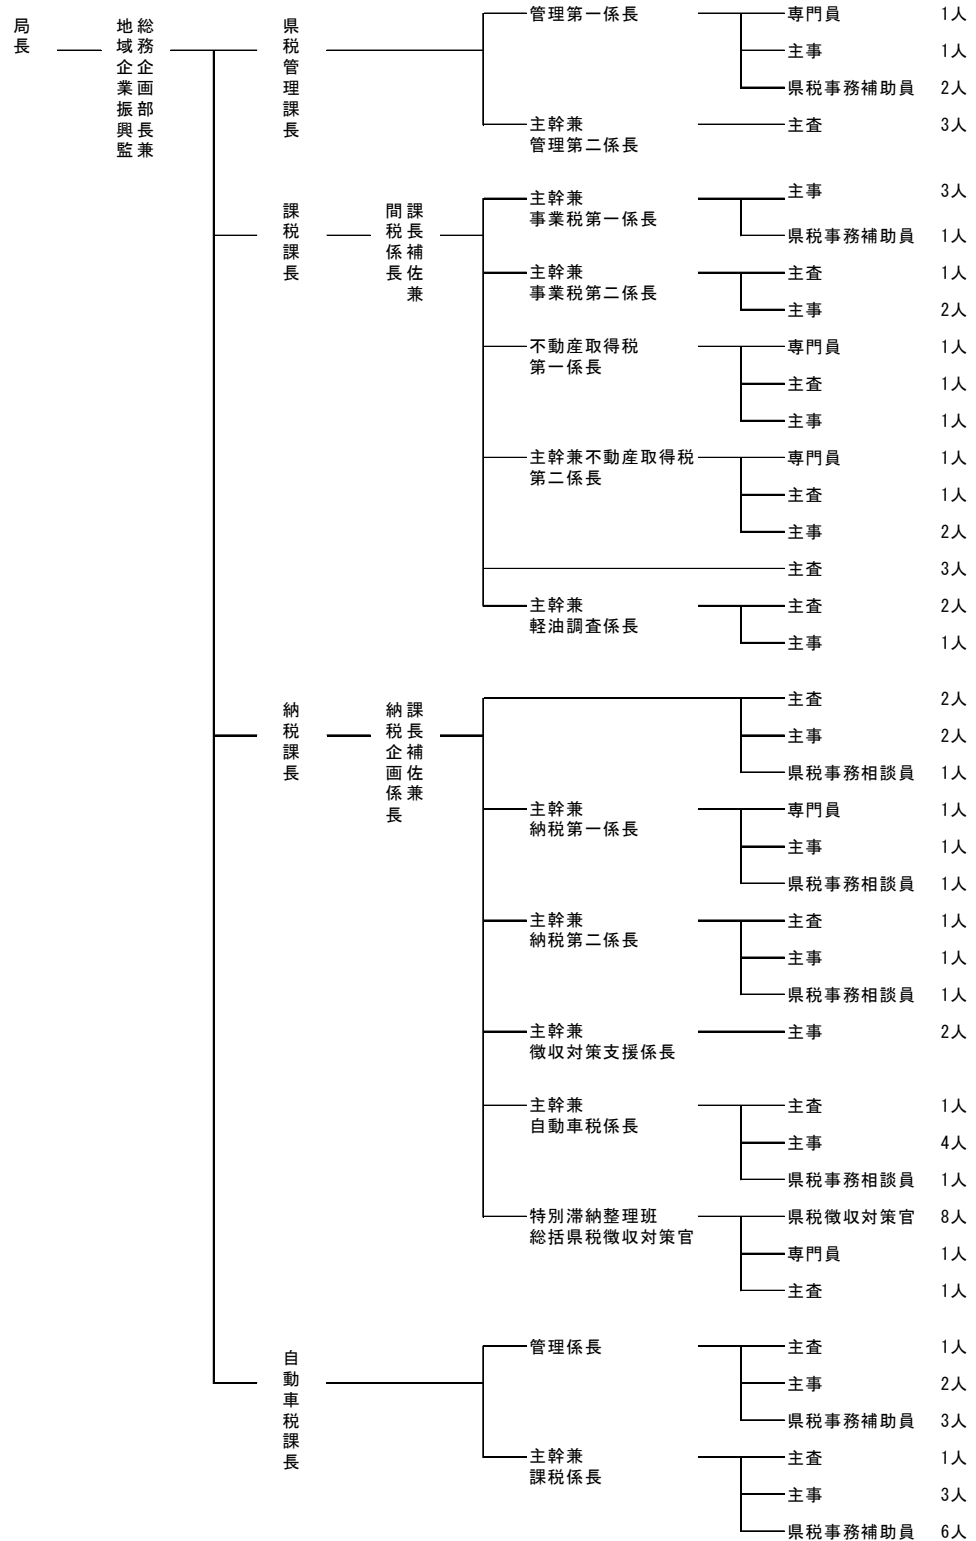 局長
総務企画部長兼
地域企業振興監
県税管理課長
管理第一係長
専門員 1人
主事 1人
県税事務補助員 2人
主幹兼
管理第二係長
主査 3人
課税課長
課長補佐兼
間税係長
主幹兼
事業税第一係長
主事 3人
県税事務補助員 1人
主幹兼
事業税第二係長
主査 1人
主事 2人
不動産取得税
第一係長
専門員 1人
主査 1人
主事 1人
主幹兼不動産取得税
第二係長
専門員 1人
主査 1人
主事 2人
主査 3人
主幹兼
軽油調査係長
主査 2人
主事 1人
納税課長
課長補佐兼
納税企画係長
主査 2人
主事 2人
県税事務相談員 1人
主幹兼
納税第一係長
専門員 1人
主事 1人
県税事務相談員 1人
主幹兼
納税第二係長
主査 1人
主事 1人
県税事務相談員 1人
主幹兼
徴収対策支援係長
主事 2人
主幹兼
自動車税係長
主査 1人
主事 4人
県税事務相談員 1人
特別滞納整理班
総括県税徴収対策官
県税徴収対策官 8人
専門員 1人
主査 1人
自動車税課長
管理係長
主査 1人
主事 2人
県税事務補助員 3人
主幹兼
課税係長
主査 1人
主事 3人
県税事務補助員 6人